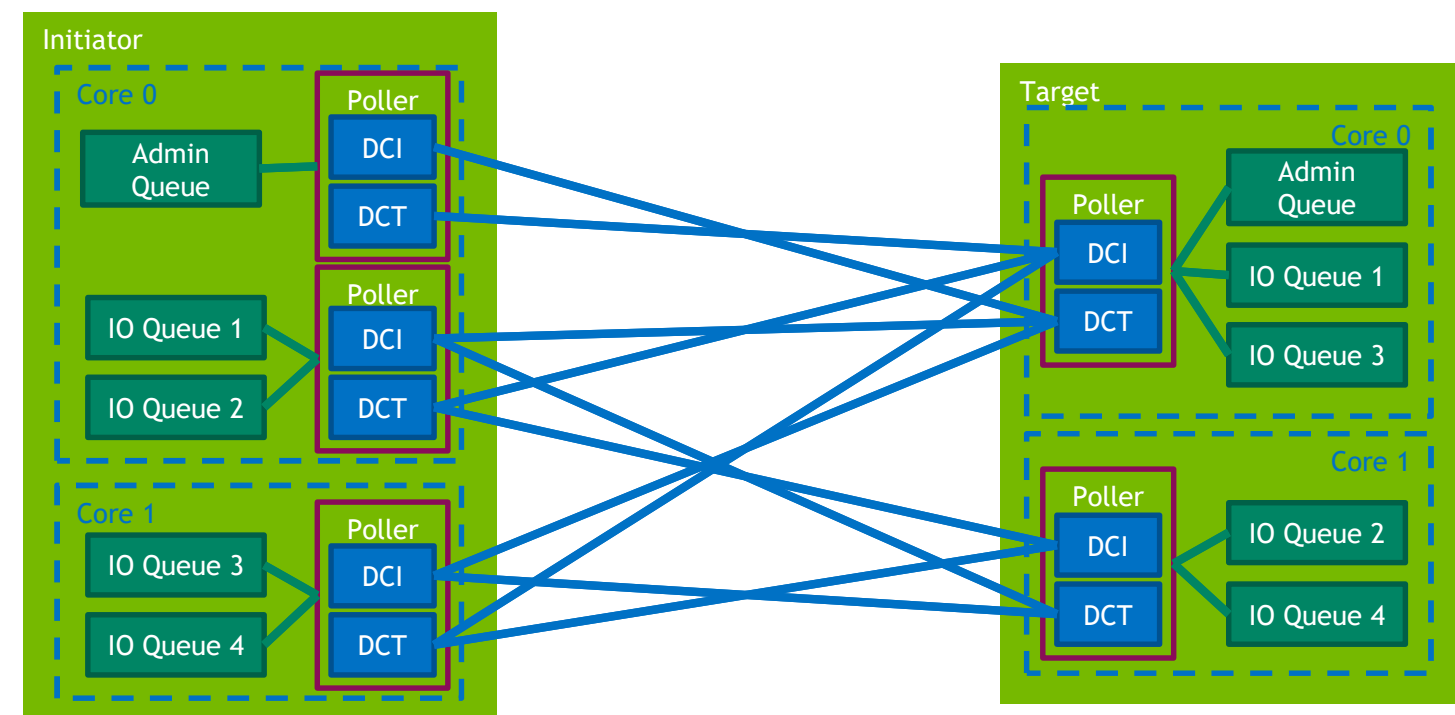 Initiator
Core 0
Poller
DCI
Admin
Queue
DCT
Poller
IO Queue 1
DCI
IO Queue 2
DCT
Core 1
Poller
IO Queue 3
DCI
IO Queue 4
DCT
Target
Core 0
Admin
Queue
Poller
DCI
IO Queue 1
DCT
IO Queue 3
Core 1
Poller
IO Queue 2
DCI
DCT
IO Queue 4